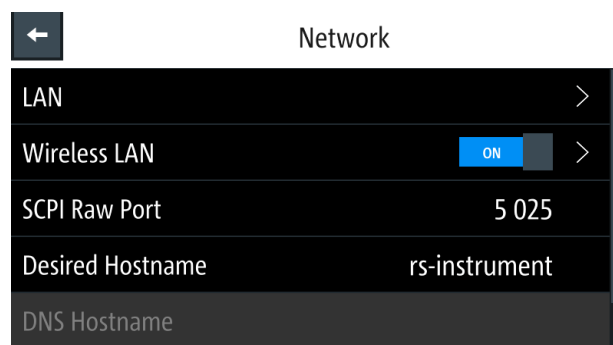 Network
LAN
Wireless LAN ON
SCPI Raw Port 5 025
Desired Hostname rs-instrument
DNS Hostname